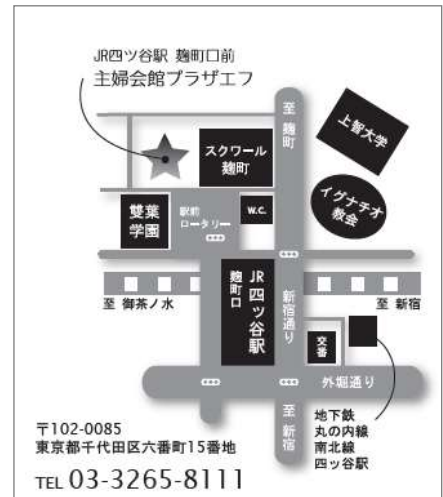 JR四ツ谷駅 麹町口前
主婦会館プラザエフ
至 麹町
上智大学
スクワール
麹町
イグナチオ
教会
雙葉
学園
駅前
ロータリー
W.C.
麹町口
JR四ツ谷駅
新宿通り
至 御茶ノ水
至 新宿
交番
外堀通り
至 新宿
地下鉄
丸の内線
南北線
四ツ谷駅
〒102-0085
東京都千代田区六番町15番地
TEL 03-3265-8111